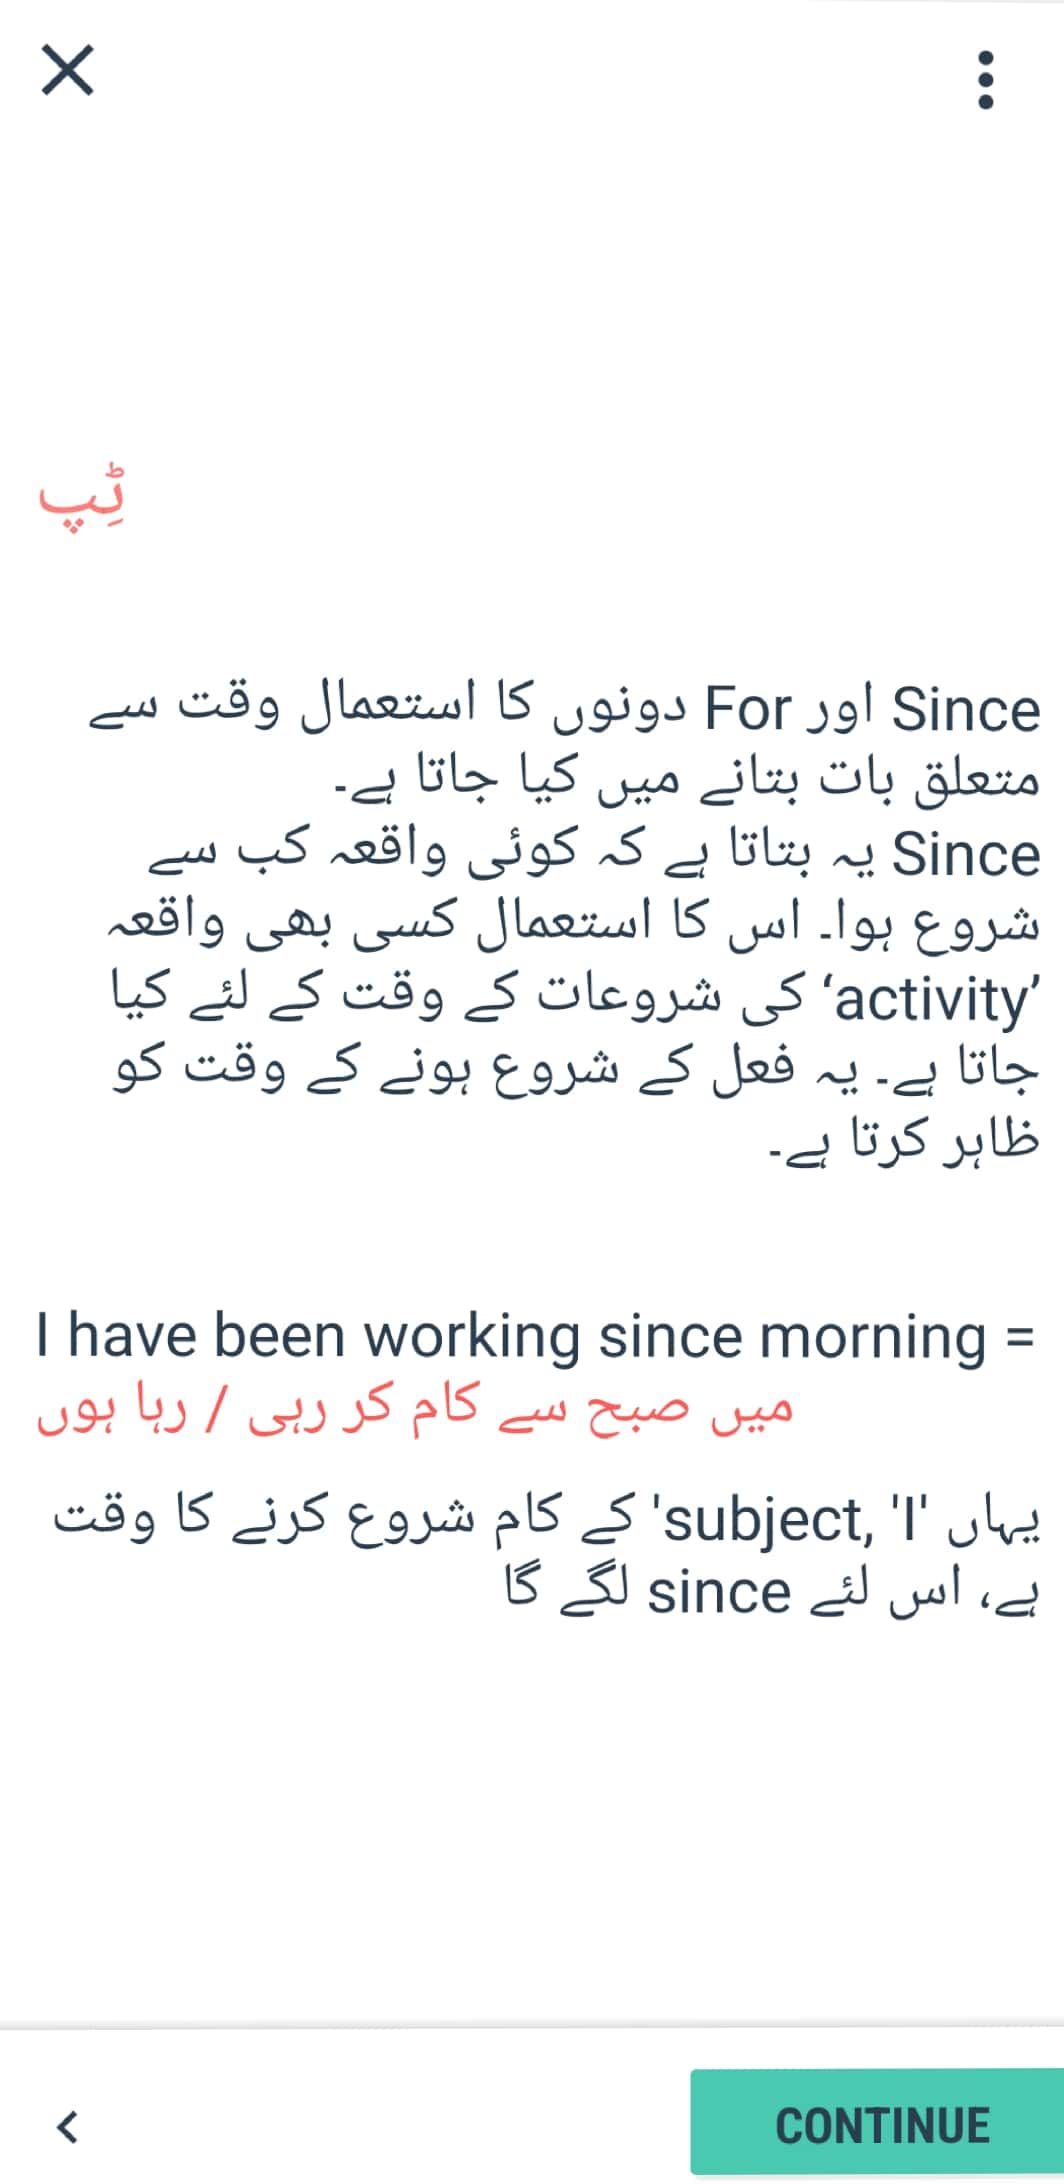 ٹِپ
Since اور For دونوں کا استعمال وقت سے
متعلق بات بتانے میں کیا جاتا ہے۔
Since یہ بتاتا ہے کہ کوئی واقعہ کب سے
شروع ہوا۔ اس کا استعمال کسی بھی واقعہ
’activity‘ کی شروعات کے وقت کے لئے کیا
جاتا ہے۔ یہ فعل کے شروع ہونے کے وقت کو
ظاہر کرتا ہے۔
I have been working since morning =
میں صبح سے کام کر رہی / رہا ہوں
یہاں 'subject, 'I' کے کام شروع کرنے کا وقت
ہے، اس لئے since لگے گا
CONTINUE